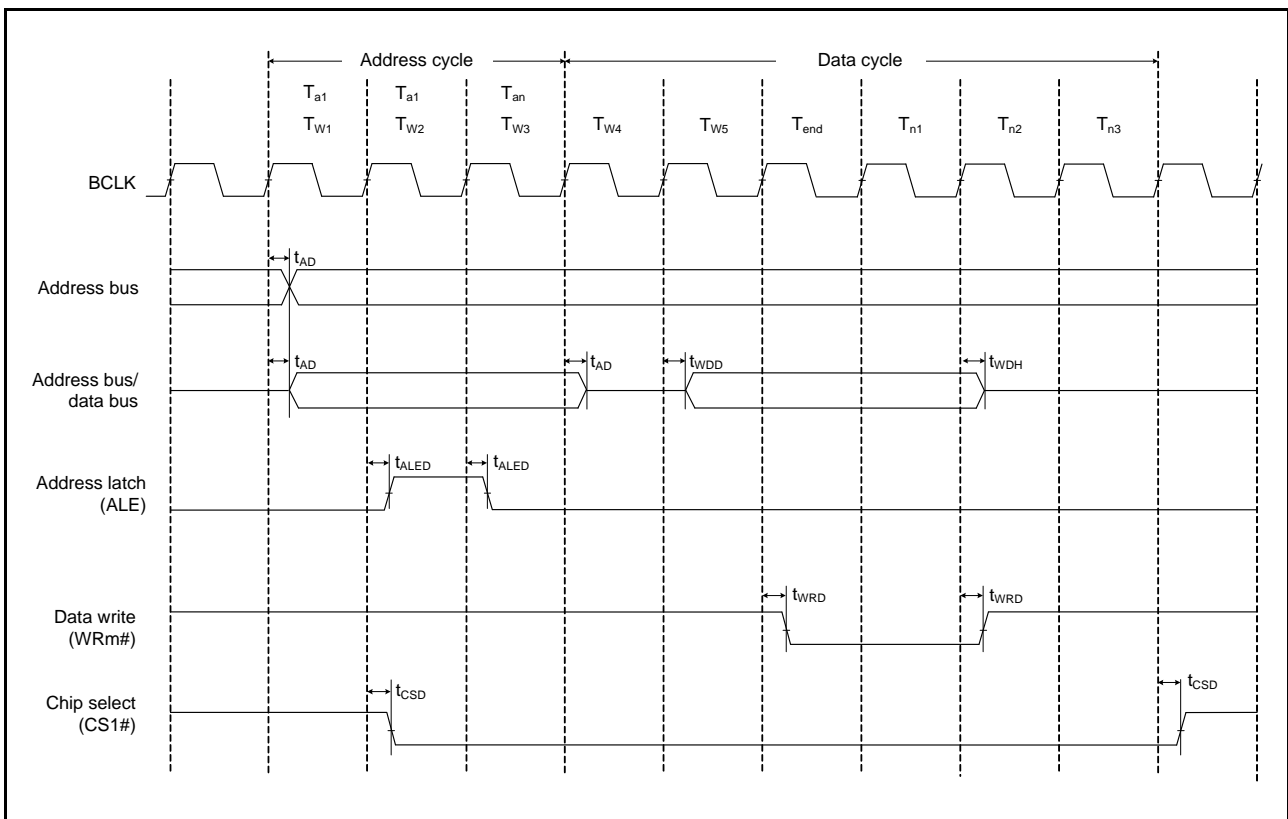 Address cycle Data cycle
Ta1 Ta1 Tan
TW1 TW2 TW3 TW4 TW5 Tend Tn1 Tn2 Tn3
BCLK
tAD
Address bus
tAD tAD tWDD tWDH
Address bus/
data bus
tALED tALED
Address latch
(ALE)
tWRD tWRD
Data write
(WRm#)
tCSD tCSD
Chip select
(CS1#)